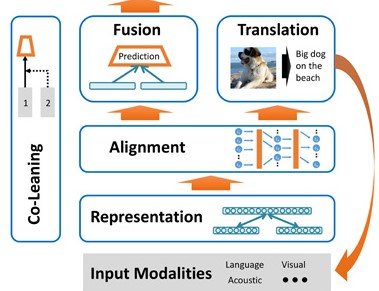 Fusion
Prediction
Translation
Big dog
on the
beach
1
2
Co-Leaning
Alignment
Representation
Input Modalities
Language Visual
Acoustic